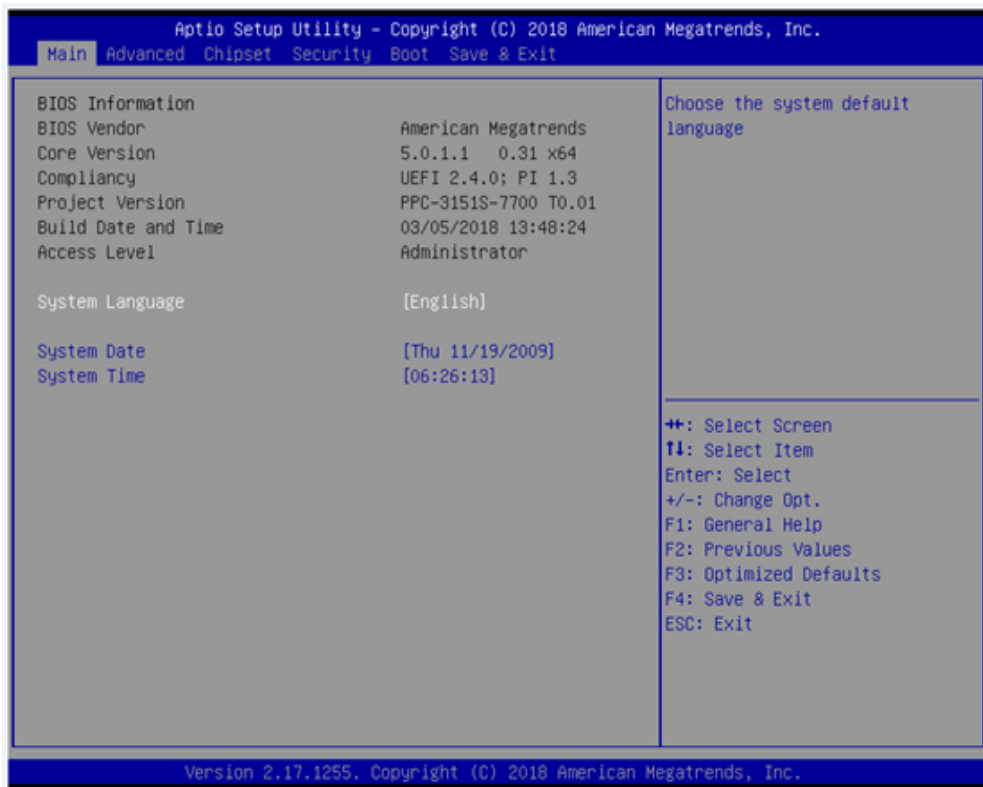 Aptio Setup Utility – Copyright (C) 2018 American Megatrends, Inc.
Main Advanced Chipset Security Boot Save & Exit
BIOS Information
BIOS Vendor American Megatrends
Core Version 5.0.1.1 0.31 x64
Compliancy UEFI 2.4.0; PI 1.3
Project Version PPC-3151S-7700 T0.01
Build Date and Time 03/05/2018 13:48:24
Access Level Administrator
System Language [English]
System Date [Thu 11/19/2009]
System Time [06:26:13]
Choose the system default
language
→←: Select Screen
↑↓: Select Item
Enter: Select
+/-: Change Opt.
F1: General Help
F2: Previous Values
F3: Optimized Defaults
F4: Save & Exit
ESC: Exit
Version 2.17.1255. Copyright (C) 2018 American Megatrends, Inc.